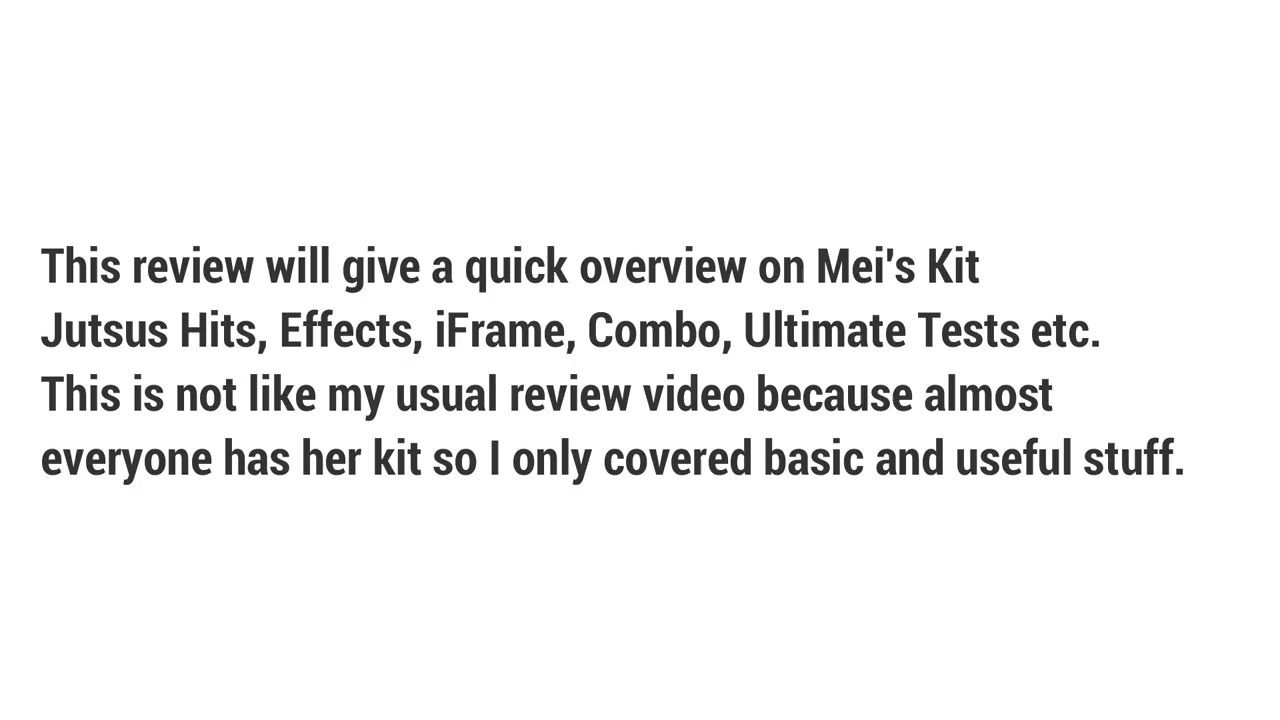 This review will give a quick overview on Mei's Kit
Jutsus Hits, Effects, iFrame, Combo, Ultimate Tests etc.
This is not like my usual review video because almost
everyone has her kit so I only covered basic and useful stuff.